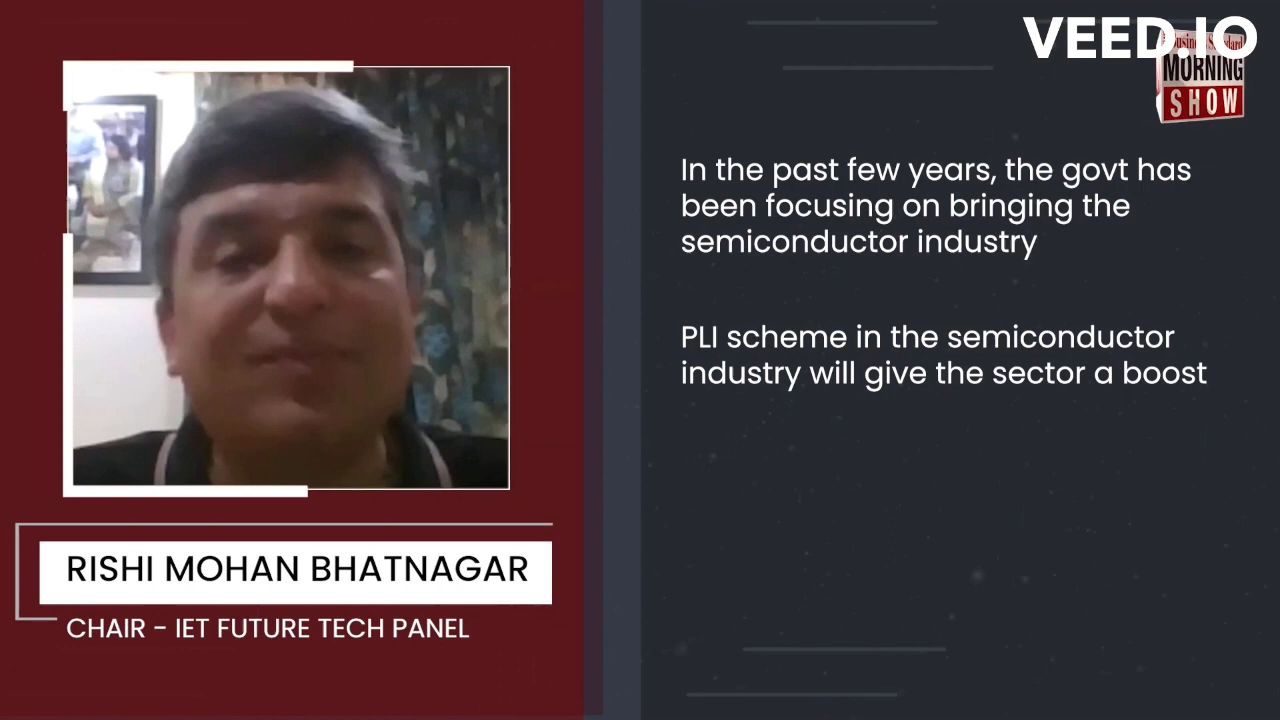 VEED.IO
Business Standard
MORNING
SHOW
In the past few years, the govt has
been focusing on bringing the
semiconductor industry
PLI scheme in the semiconductor
industry will give the sector a boost
RISHI MOHAN BHATNAGAR
CHAIR - IET FUTURE TECH PANEL